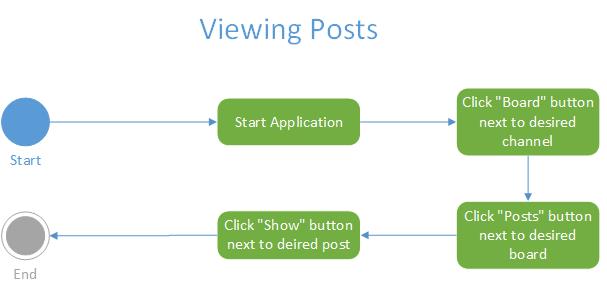 Viewing Posts
Start
Start Application
Click "Board" button
next to desired
channel
Click "Posts" button
next to desired
board
Click "Show" button
next to deired post
End